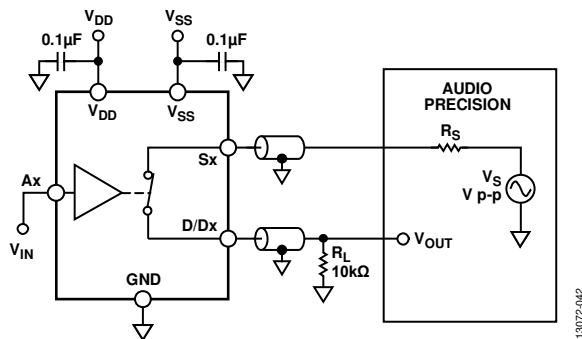 VDD
VSS
0.1µF
0.1µF
VDD
VSS
AUDIO
PRECISION
RS
Sx
VS
V p-p
Ax
D/Dx
VOUT
VIN
RL
10kΩ
GND
13072-042